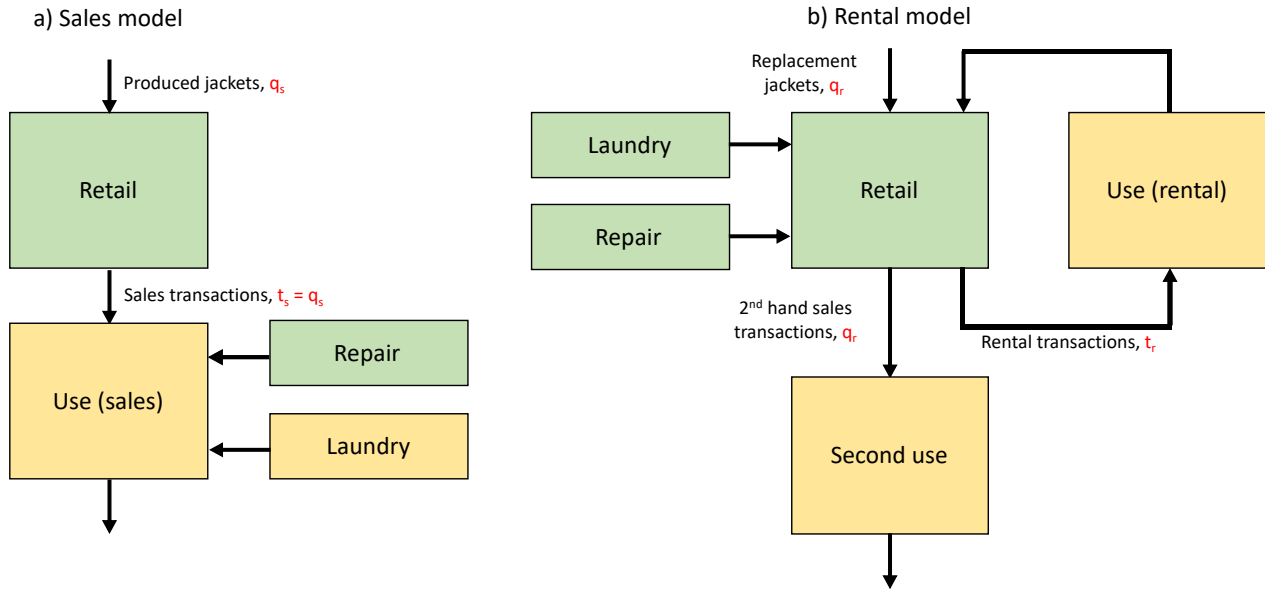 a) Sales model
Produced jackets, qs
Retail
Sales transactions, ts = qs
Use (sales)
Repair
Laundry
b) Rental model
Replacement
jackets, qr
Laundry
Repair
Retail
Use (rental)
2nd hand sales
transactions, qr
Rental transactions, tr
Second use